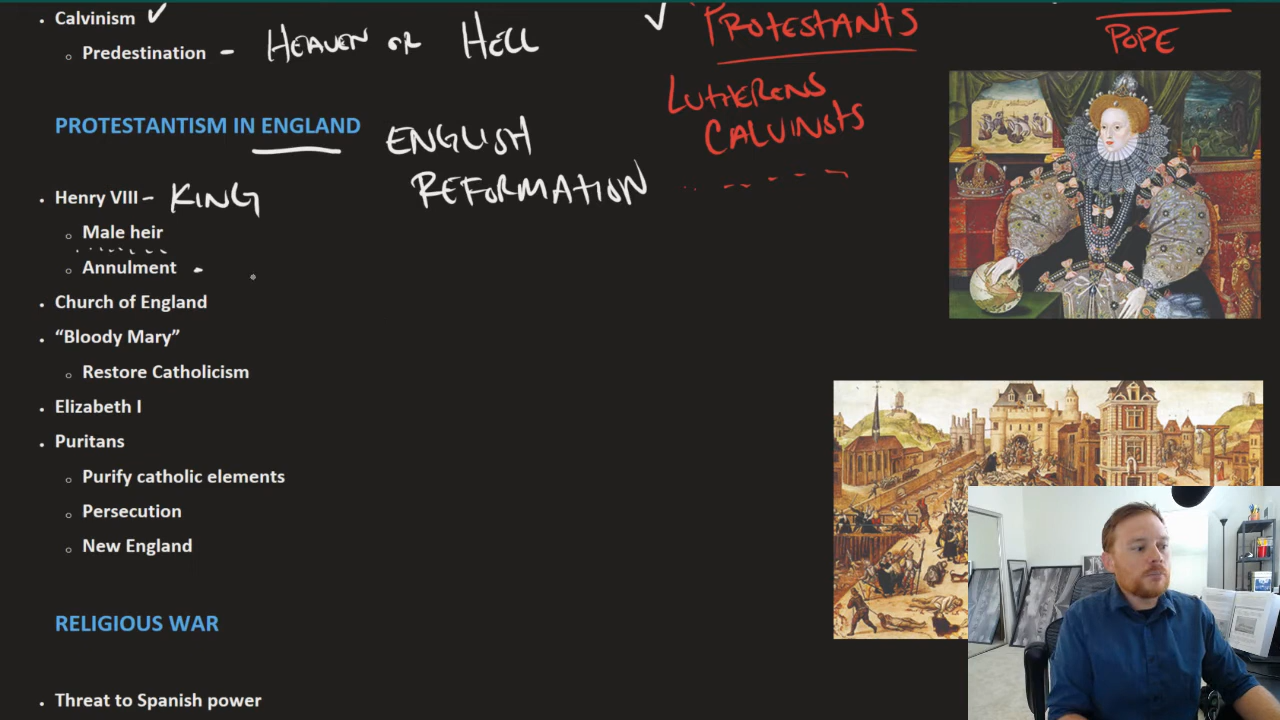 Calvinism ✓
Predestination - HEAVEN or HELL
✓ PROTESTANTS
LUTHERENS
CALVINSTS
POPE
PROTESTANTISM IN ENGLAND
ENGLISH
REFORMATION
Henry VIII - KING
Male heir
Annulment -
Church of England
“Bloody Mary”
Restore Catholicism
Elizabeth I
Puritans
Purify catholic elements
Persecution
New England
RELIGIOUS WAR
Threat to Spanish power